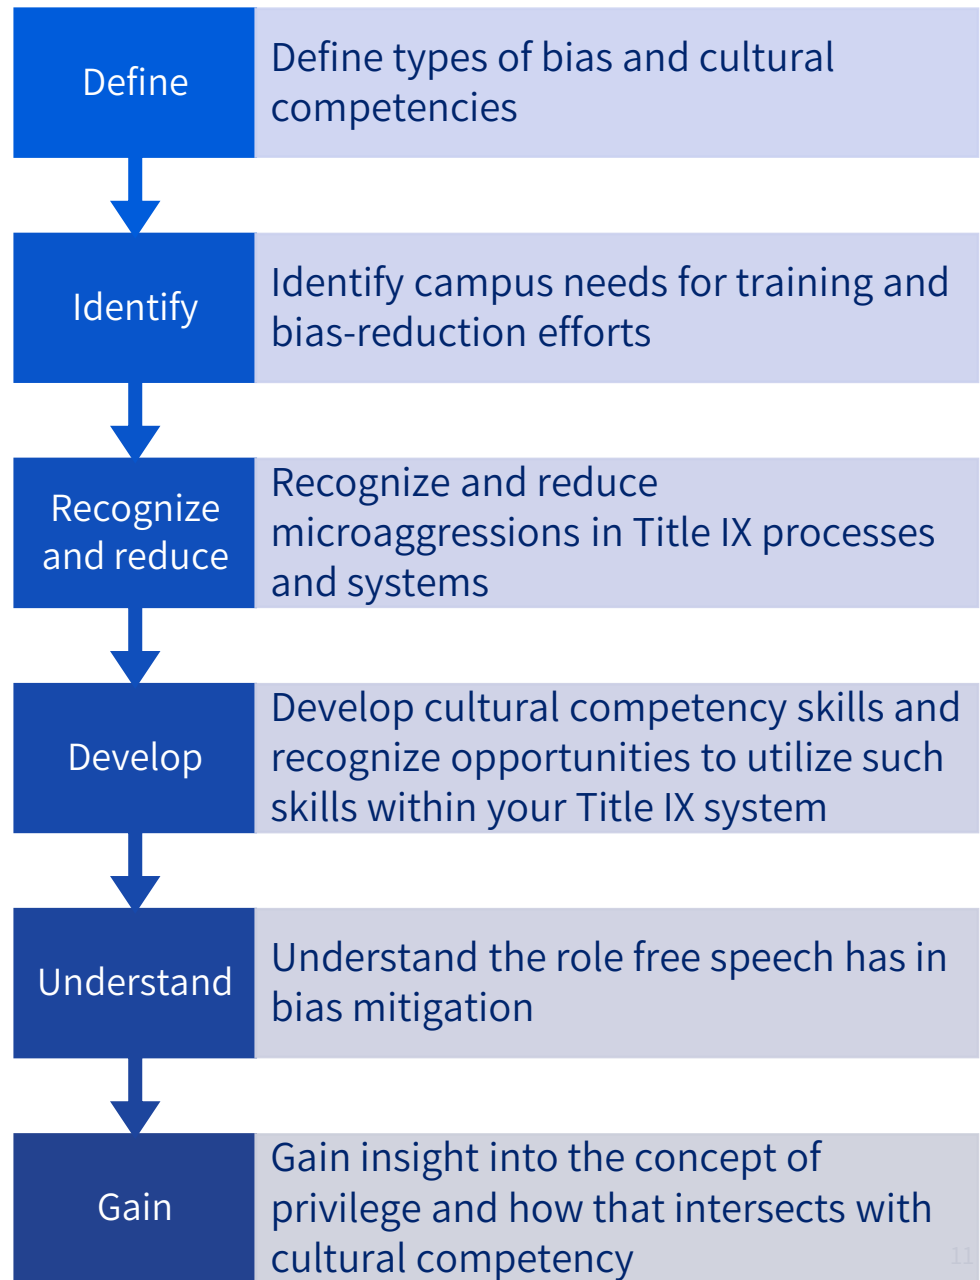 Define
Define types of bias and cultural
competencies
Identify
Identify campus needs for training and
bias-reduction efforts
Recognize
and reduce
Recognize and reduce
microaggressions in Title IX processes
and systems
Develop
Develop cultural competency skills and
recognize opportunities to utilize such
skills within your Title IX system
Understand
Understand the role free speech has in
bias mitigation
Gain
Gain insight into the concept of
privilege and how that intersects with
cultural competency
11